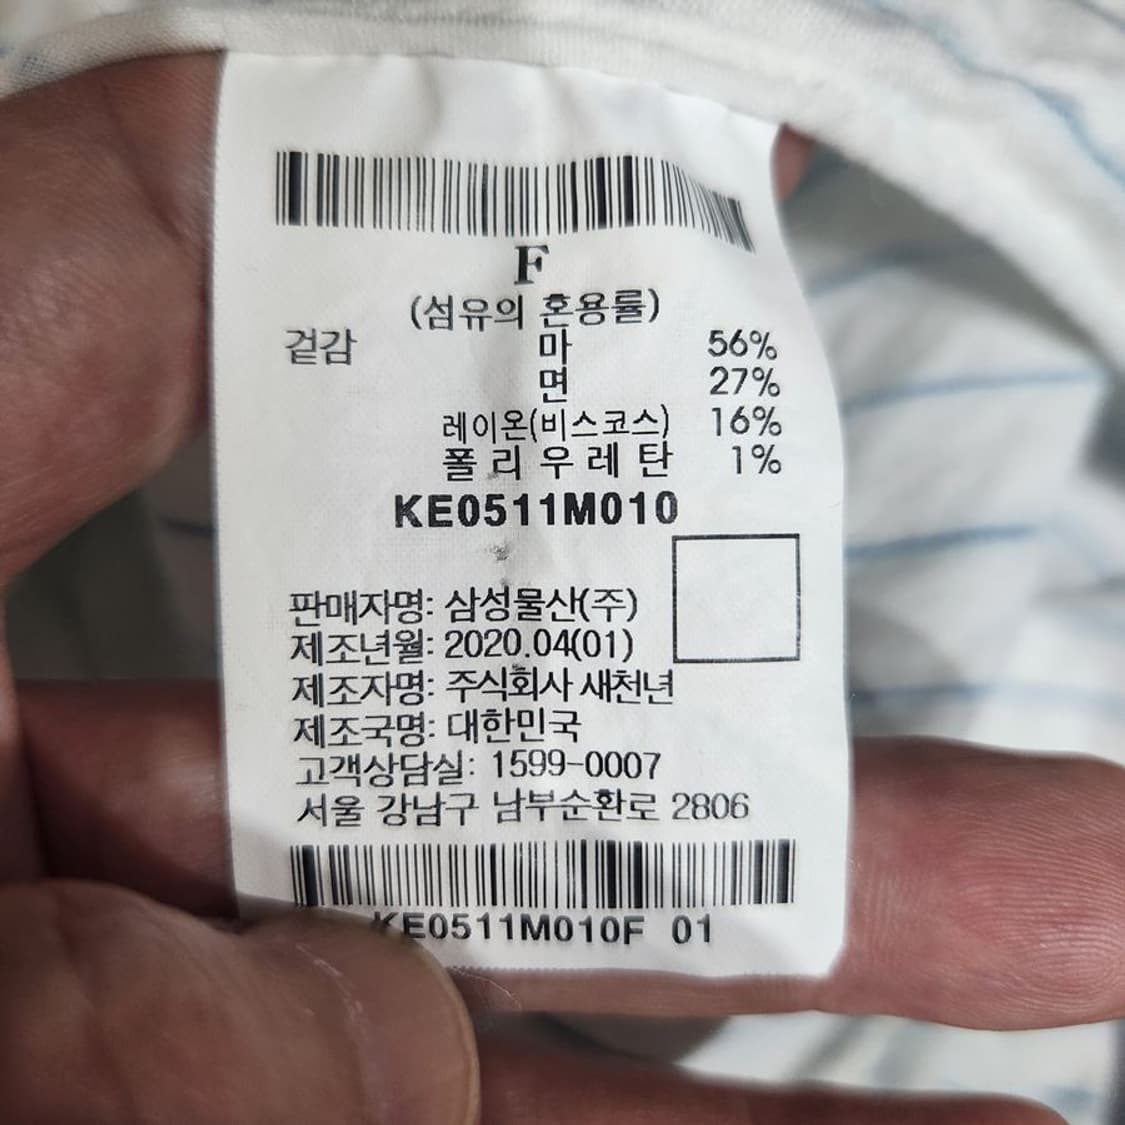 F
(섬유의 혼용률)
겉감 마 56%
면 27%
레이온(비스코스) 16%
폴리우레탄 1%
KE0511M010
판매자명: 삼성물산(주)
제조년월: 2020.04(01)
제조자명: 주식회사 새천년
제조국명: 대한민국
고객상담실: 1599-0007
서울 강남구 남부순환로 2806
KE0511M010F 01